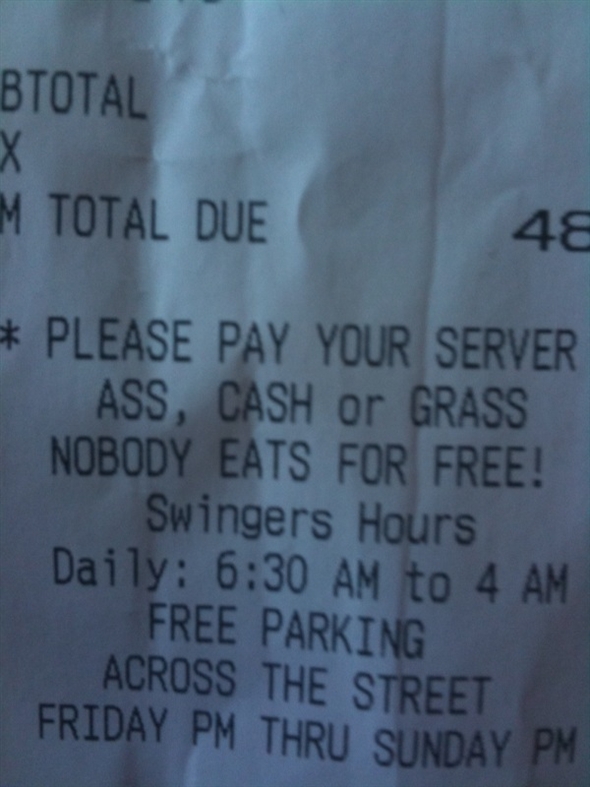 BTOTAL
X
M TOTAL DUE 48
* PLEASE PAY YOUR SERVER
ASS, CASH or GRASS
NOBODY EATS FOR FREE!
Swingers Hours
Daily: 6:30 AM to 4 AM
FREE PARKING
ACROSS THE STREET
FRIDAY PM THRU SUNDAY PM